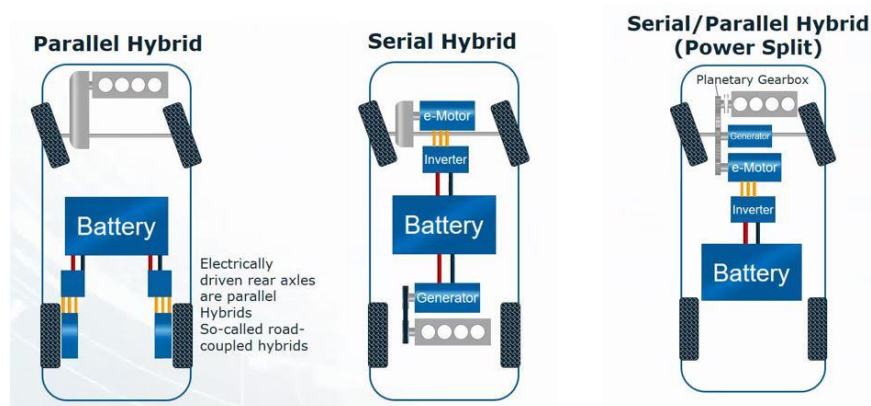 Parallel Hybrid
Battery
Electrically
driven rear axles
are parallel
Hybrids
So-called road-
coupled hybrids
Serial Hybrid
e-Motor
Inverter
Battery
Generator
Serial/Parallel Hybrid
(Power Split)
Planetary Gearbox
Generator
e-Motor
Inverter
Battery